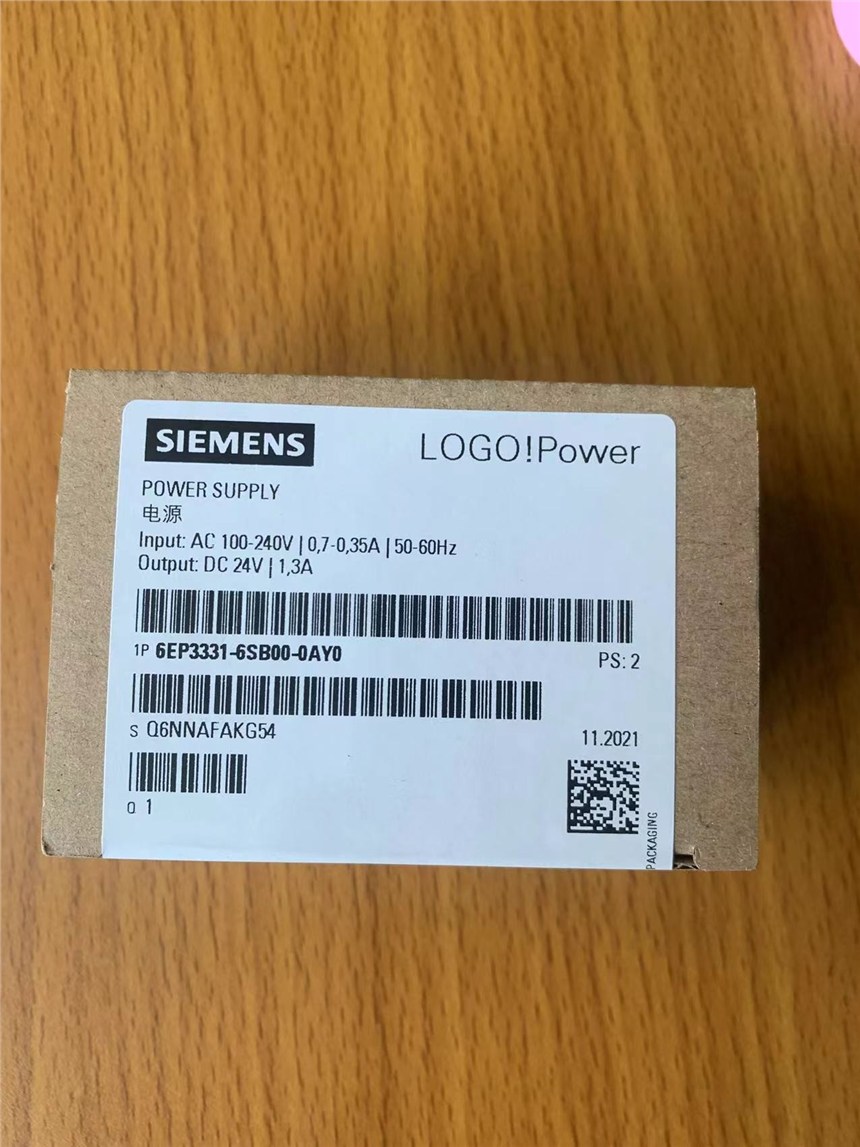 SIEMENS
LOGO!Power
POWER SUPPLY
电源
Input: AC 100-240V | 0,7-0,35A | 50-60Hz
Output: DC 24V | 1,3A
1P 6EP3331-6SB00-0AY0
PS: 2
S Q6NNAFAKG54
11.2021
Q 1
PACKAGING